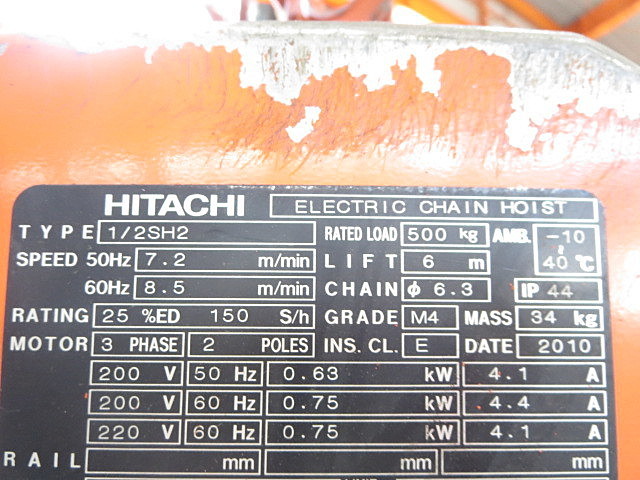 HITACHI ELECTRIC CHAIN HOIST
TYPE 1/2SH2 RATED LOAD 500 kg AMB. -10
SPEED 50Hz 7.2 m/min LIFT 6 m ~ 40 ℃
60Hz 8.5 m/min CHAIN ϕ 6.3 IP 44
RATING 25 %ED 150 S/h GRADE M4 MASS 34 kg
MOTOR 3 PHASE 2 POLES INS. CL. E DATE 2010
200 V 50 Hz 0.63 kW 4.1 A
200 V 60 Hz 0.75 kW 4.4 A
220 V 60 Hz 0.75 kW 4.1 A
RAIL mm mm mm